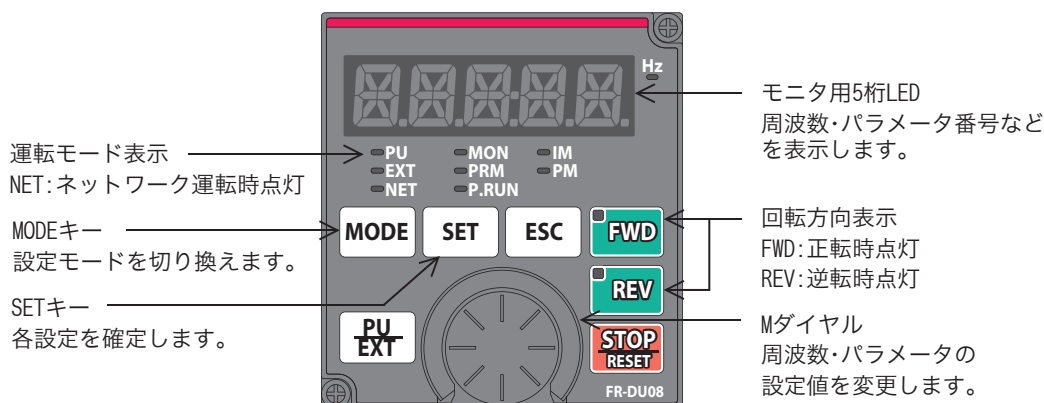 Hz
モニタ用5桁LED
周波数・パラメータ番号など
を表示します。
運転モード表示
NET:ネットワーク運転時点灯
PU MON IM
EXT PRM PM
NET P.RUN
MODEキー
設定モードを切り換えます。
MODE SET ESC FWD
回転方向表示
FWD:正転時点灯
REV:逆転時点灯
REV
SETキー
各設定を確定します。
PU
EXT
STOP
RESET
Mダイヤル
周波数・パラメータの
設定値を変更します。
FR-DU08